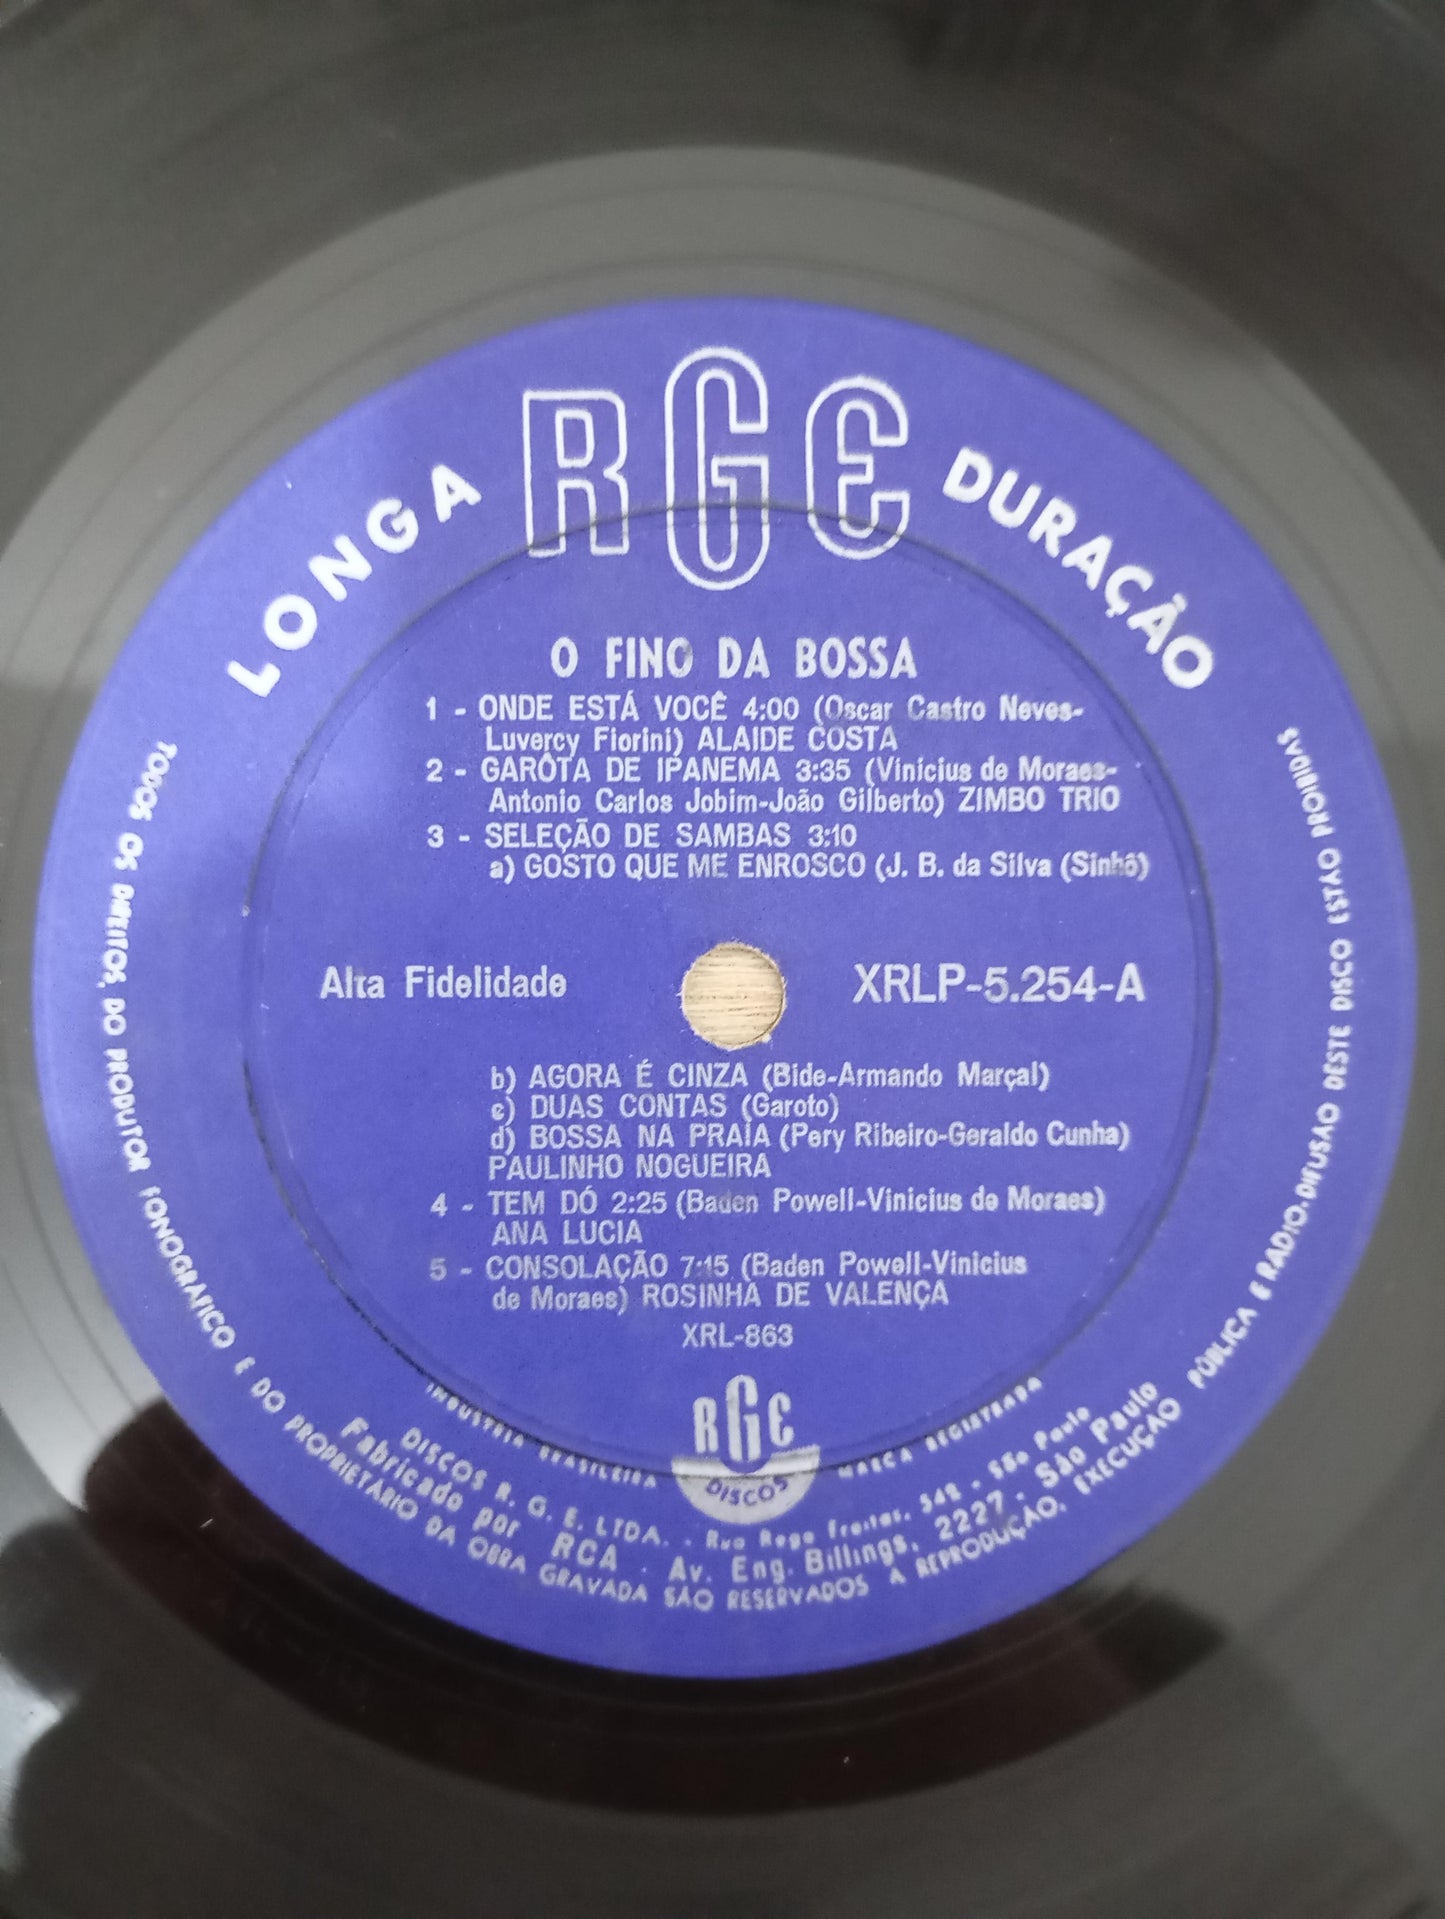 LONGA RGE DURAÇÃO
O FINO DA BOSSA
1 - ONDE ESTÁ VOCÊ 4:00 (Oscar Castro Neves-
Luvercy Fiorini) ALAIDE COSTA
2 - GARÔTA DE IPANEMA 3:35 (Vinicius de Moraes-
Antonio Carlos Jobim-João Gilberto) ZIMBO TRIO
3 - SELEÇÃO DE SAMBAS 3:10
a) GOSTO QUE ME ENROSCO (J. B. da Silva (Sinhô)
Alta Fidelidade
XRLP-5.254-A
b) AGORA É CINZA (Bide-Armando Marçal)
c) DUAS CONTAS (Garoto)
d) BOSSA NA PRAIA (Pery Ribeiro-Geraldo Cunha)
PAULINHO NOGUEIRA
4 - TEM DÓ 2:25 (Baden Powell-Vinicius de Moraes)
ANA LUCIA
5 - CONSOLAÇÃO 7:15 (Baden Powell-Vinicius
de Moraes) ROSINHA DE VALENÇA
XRL-863
RGE
DISCOS
INDUSTRIA BRASILEIRA MARCA REGISTRADA
DISCOS R. G. E. LTDA. - Rua Rego Freitas, 342 - São Paulo
Fabricado por RCA - Av. Eng. Billings, 2227 - São Paulo
TODOS OS DIREITOS, DO PRODUTOR FONOGRÁFICO E DO PROPRIETÁRIO DA OBRA GRAVADA SÃO RESERVADOS A REPRODUÇÃO, EXECUÇÃO PÚBLICA E RADIO.DIFUSÃO DESTE DISCO ESTÃO PROIBIDAS